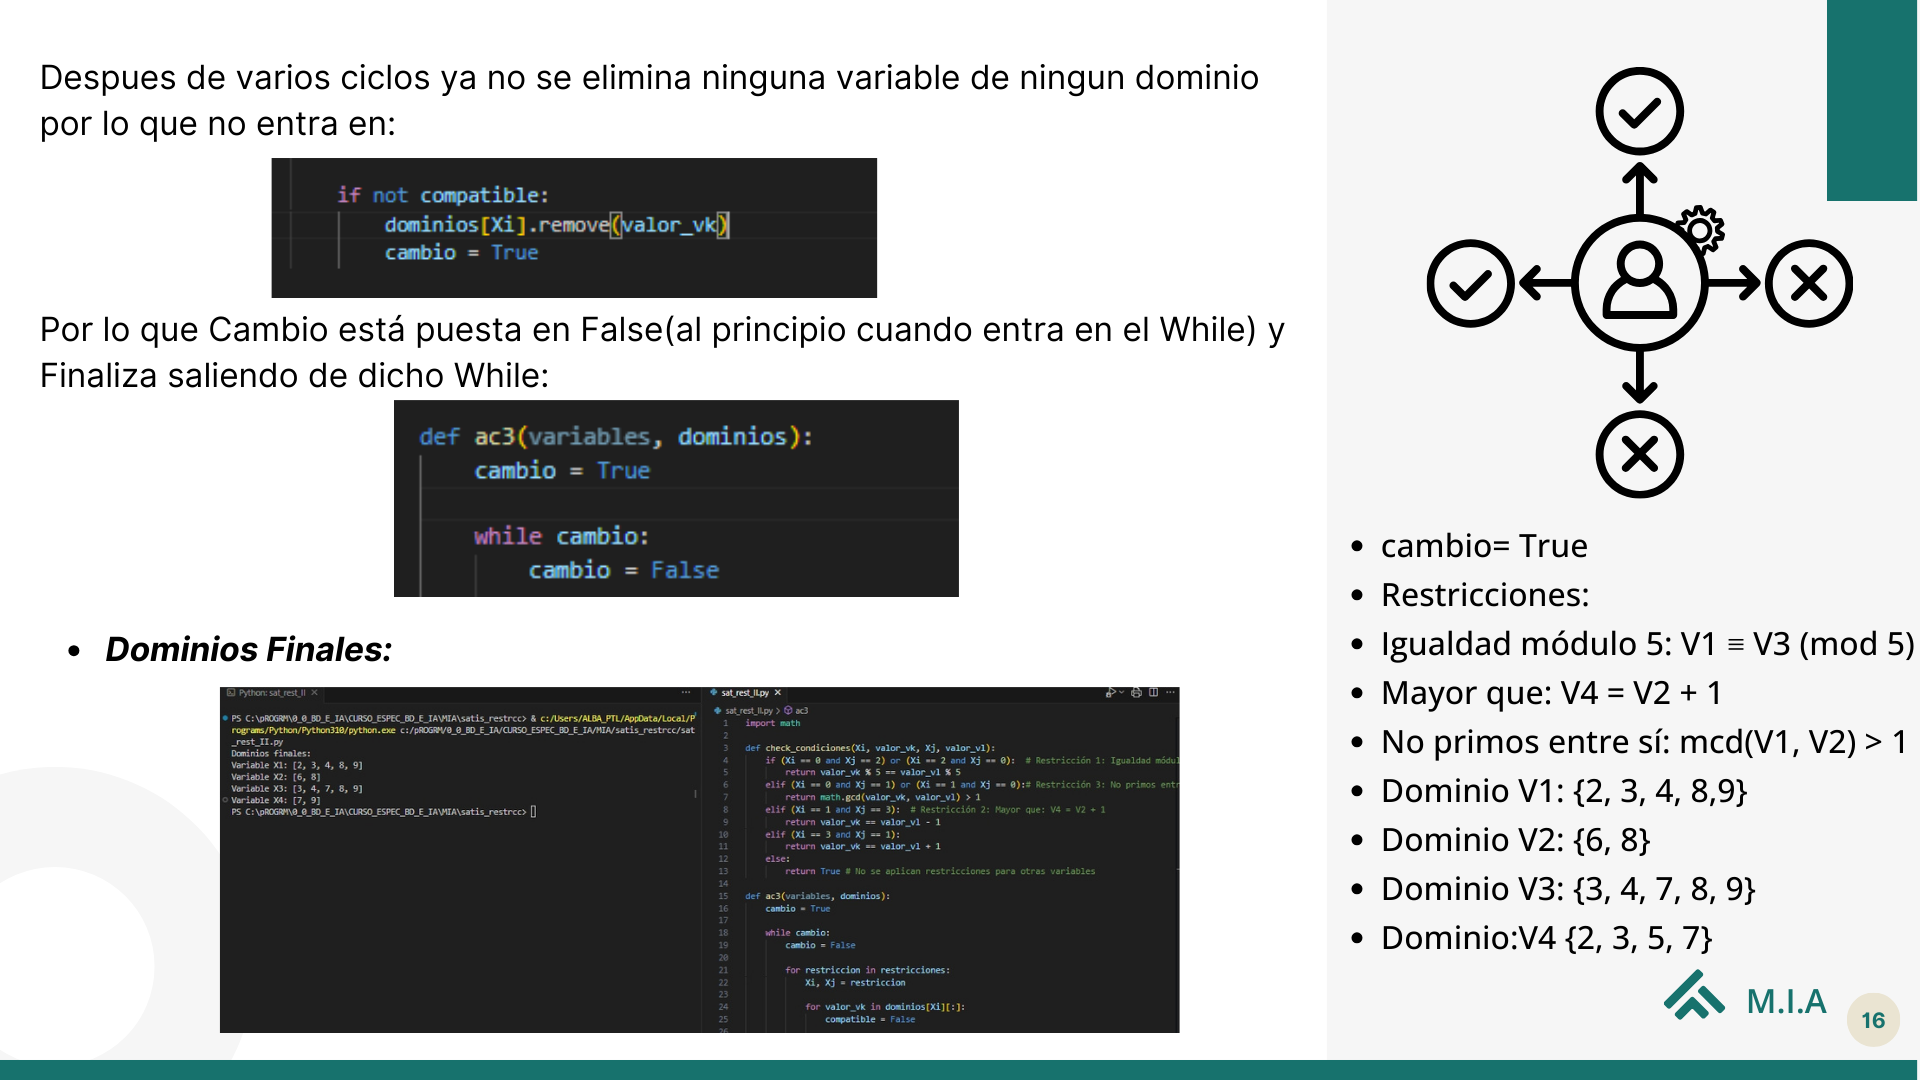 Despues de varios ciclos ya no se elimina ninguna variable de ningun dominio
por lo que no entra en:
if not compatible:
dominios[Xi].remove(valor_vk)
cambio = True
Por lo que Cambio está puesta en False(al principio cuando entra en el While) y
Finaliza saliendo de dicho While:
def ac3(variables, dominios):
cambio = True
while cambio:
cambio = False
• Dominios Finales:
Python: sat_rest_II
PS C:\pROGRM\0_0_BD_E_IA\CURSO_ESPEC_BD_E_IA\MIA\satis_restrcc> & c:/Users/ALBA_PTL/AppData/Local/P
rograms/Python/Python310/python.exe c:/pROGRM/0_0_BD_E_IA/CURSO_ESPEC_BD_E_IA/MIA/satis_restrcc/sat
_rest_II.py
Dominios finales:
Variable X1: [2, 3, 4, 8, 9]
Variable X2: [6, 8]
Variable X3: [3, 4, 7, 8, 9]
Variable X4: [7, 9]
PS C:\pROGRM\0_0_BD_E_IA\CURSO_ESPEC_BD_E_IA\MIA\satis_restrcc>
sat_rest_II.py
sat_rest_II.py > ac3
1 import math
2
3 def check_condiciones(Xi, valor_vk, Xj, valor_vl):
4 if (Xi == 0 and Xj == 2) or (Xi == 2 and Xj == 0): # Restricción 1: Igualdad módul
5 return valor_vk % 5 == valor_vl % 5
6 elif (Xi == 0 and Xj == 1) or (Xi == 1 and Xj == 0):# Restricción 3: No primos entr
7 return math.gcd(valor_vk, valor_vl) > 1
8 elif (Xi == 1 and Xj == 3): # Restricción 2: Mayor que: V4 = V2 + 1
9 return valor_vk == valor_vl - 1
10 elif (Xi == 3 and Xj == 1):
11 return valor_vk == valor_vl + 1
12 else:
13 return True # No se aplican restricciones para otras variables
14
15 def ac3(variables, dominios):
16 cambio = True
17
18 while cambio:
19 cambio = False
20
21 for restriccion in restricciones:
22 Xi, Xj = restriccion
23
24 for valor_vk in dominios[Xi][:]:
25 compatible = False
26
• cambio= True
• Restricciones:
• Igualdad módulo 5: V1 ≡ V3 (mod 5)
• Mayor que: V4 = V2 + 1
• No primos entre sí: mcd(V1, V2) > 1
• Dominio V1: {2, 3, 4, 8,9}
• Dominio V2: {6, 8}
• Dominio V3: {3, 4, 7, 8, 9}
• Dominio:V4 {2, 3, 5, 7}
M.I.A
16